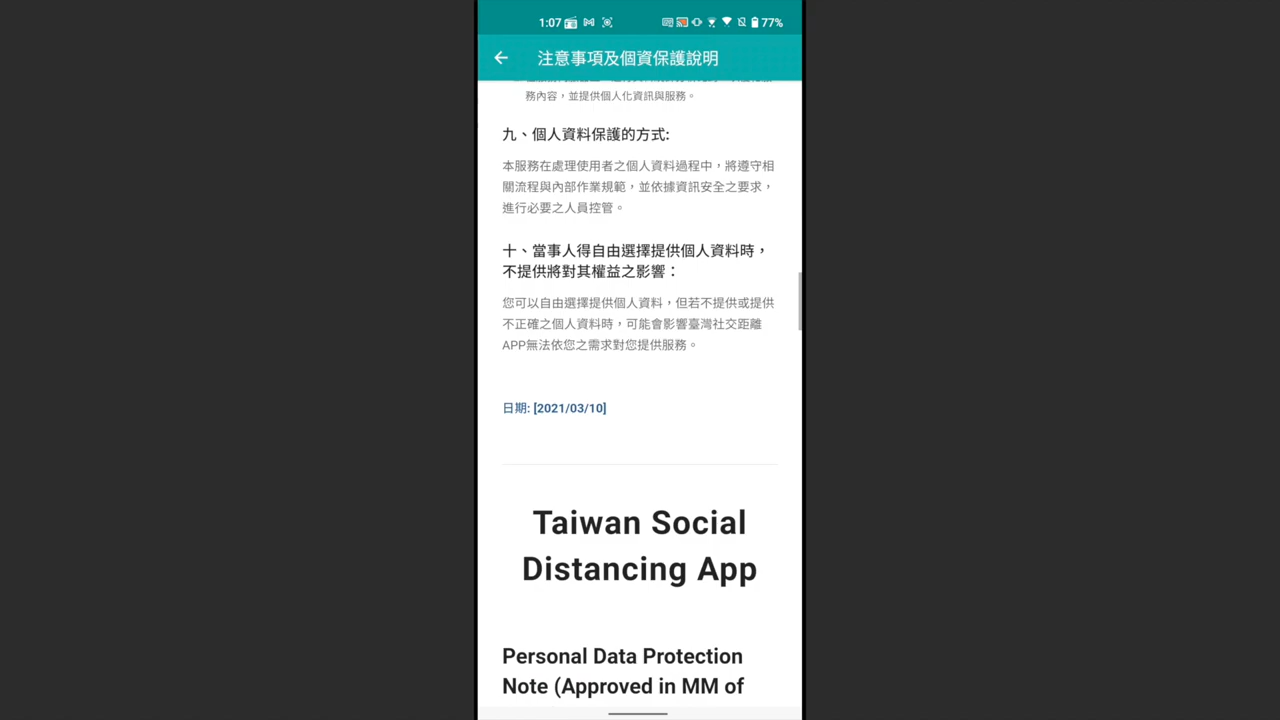 1:07
77%
注意事項及個資保護說明
務內容，並提供個人化資訊與服務。
九、個人資料保護的方式:
本服務在處理使用者之個人資料過程中，將遵守相
關流程與內部作業規範，並依據資訊安全之要求，
進行必要之人員控管。
十、當事人得自由選擇提供個人資料時，
不提供將對其權益之影響：
您可以自由選擇提供個人資料，但若不提供或提供
不正確之個人資料時，可能會影響臺灣社交距離
APP無法依您之需求對您提供服務。
日期: [2021/03/10]
Taiwan Social
Distancing App
Personal Data Protection
Note (Approved in MM of